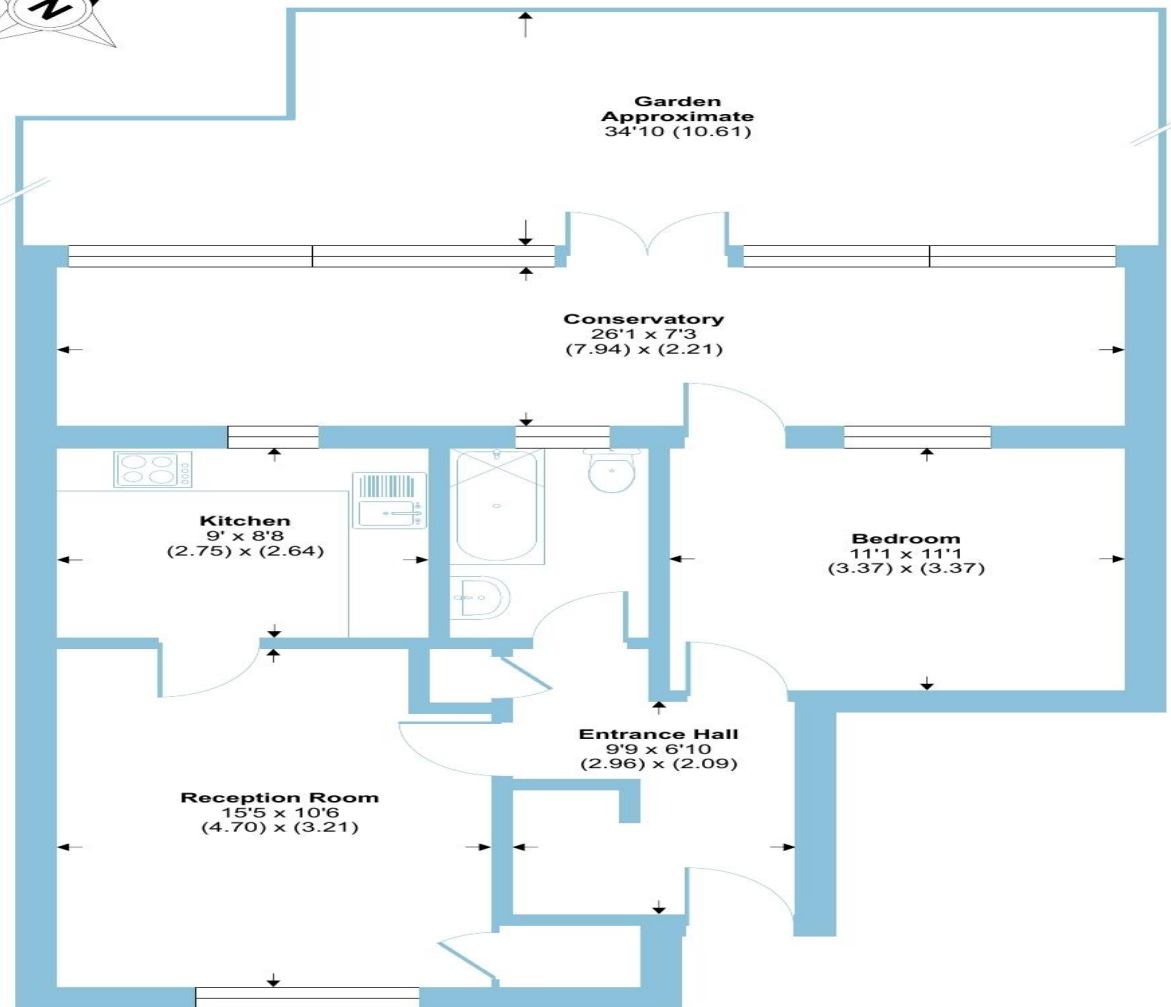 N
Garden
Approximate
34'10 (10.61)
Conservatory
26'1 x 7'3
(7.94) x (2.21)
Kitchen
9' x 8'8
(2.75) x (2.64)
Bedroom
11'1 x 11'1
(3.37) x (3.37)
Entrance Hall
9'9 x 6'10
(2.96) x (2.09)
Reception Room
15'5 x 10'6
(4.70) x (3.21)